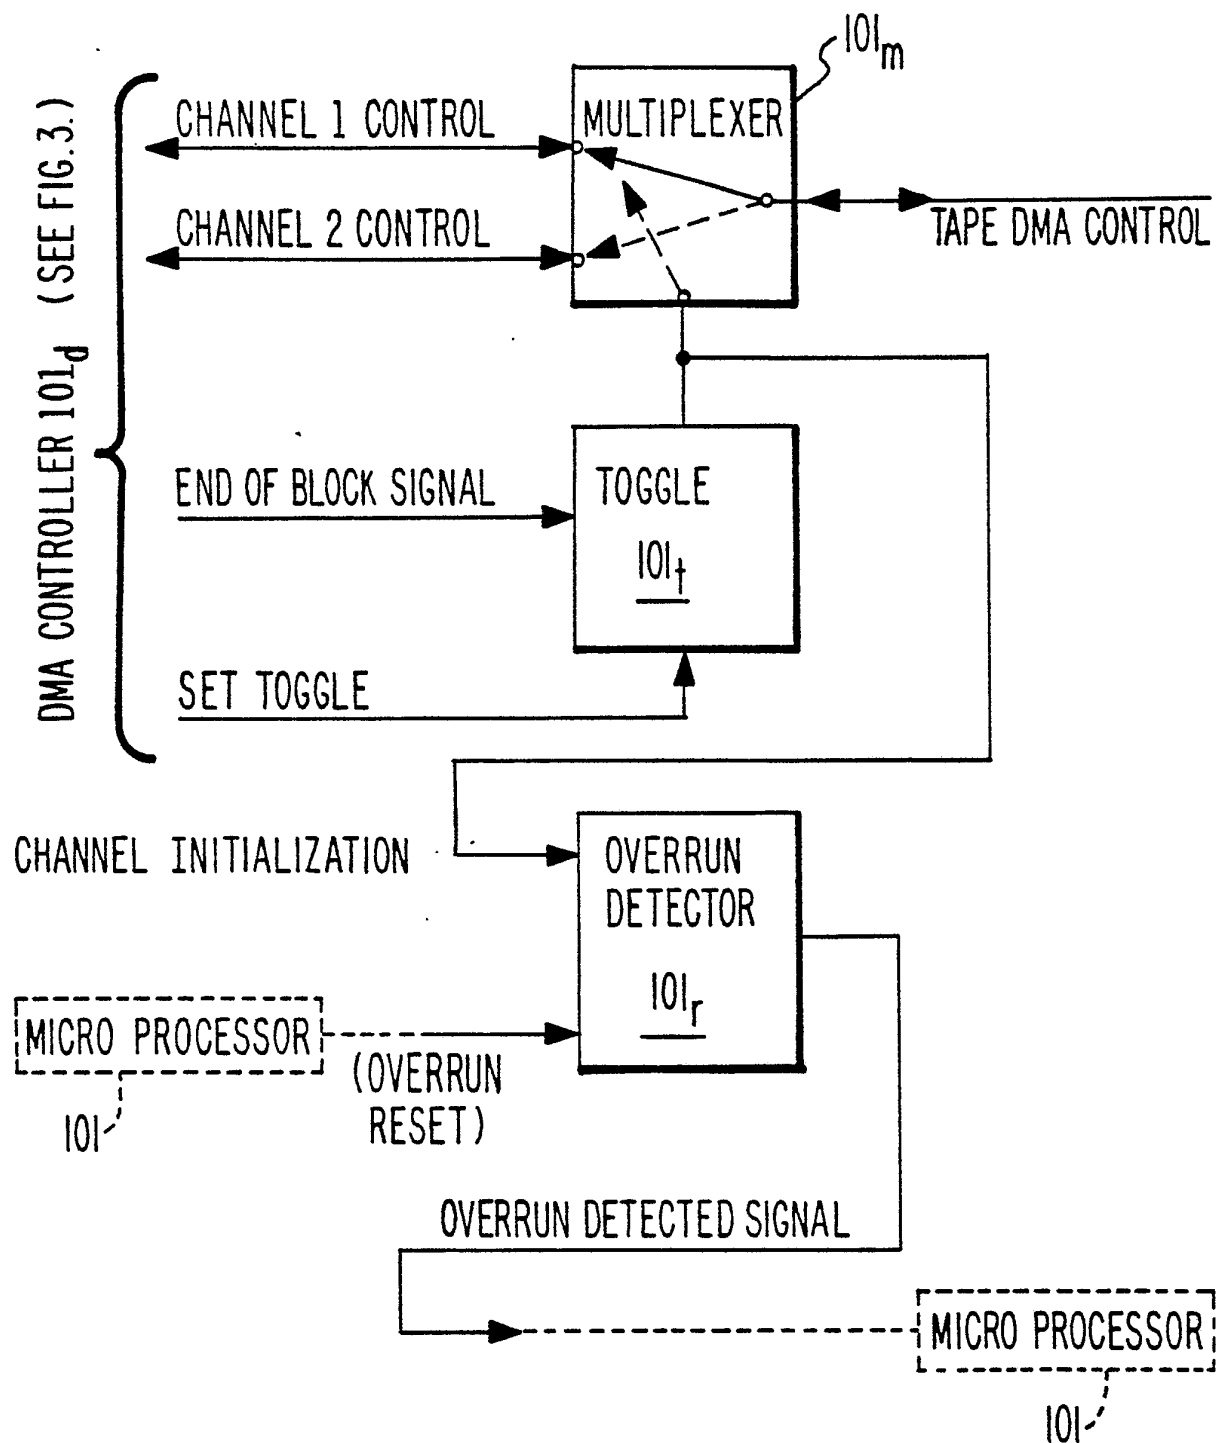 101m
MULTIPLEXER
CHANNEL 1 CONTROL
CHANNEL 2 CONTROL
TAPE DMA CONTROL
DMA CONTROLLER 101d (SEE FIG.3.)
END OF BLOCK SIGNAL
TOGGLE
101t
SET TOGGLE
CHANNEL INITIALIZATION
OVERRUN
DETECTOR
101r
MICRO PROCESSOR
101
(OVERRUN
RESET)
OVERRUN DETECTED SIGNAL
MICRO PROCESSOR
101